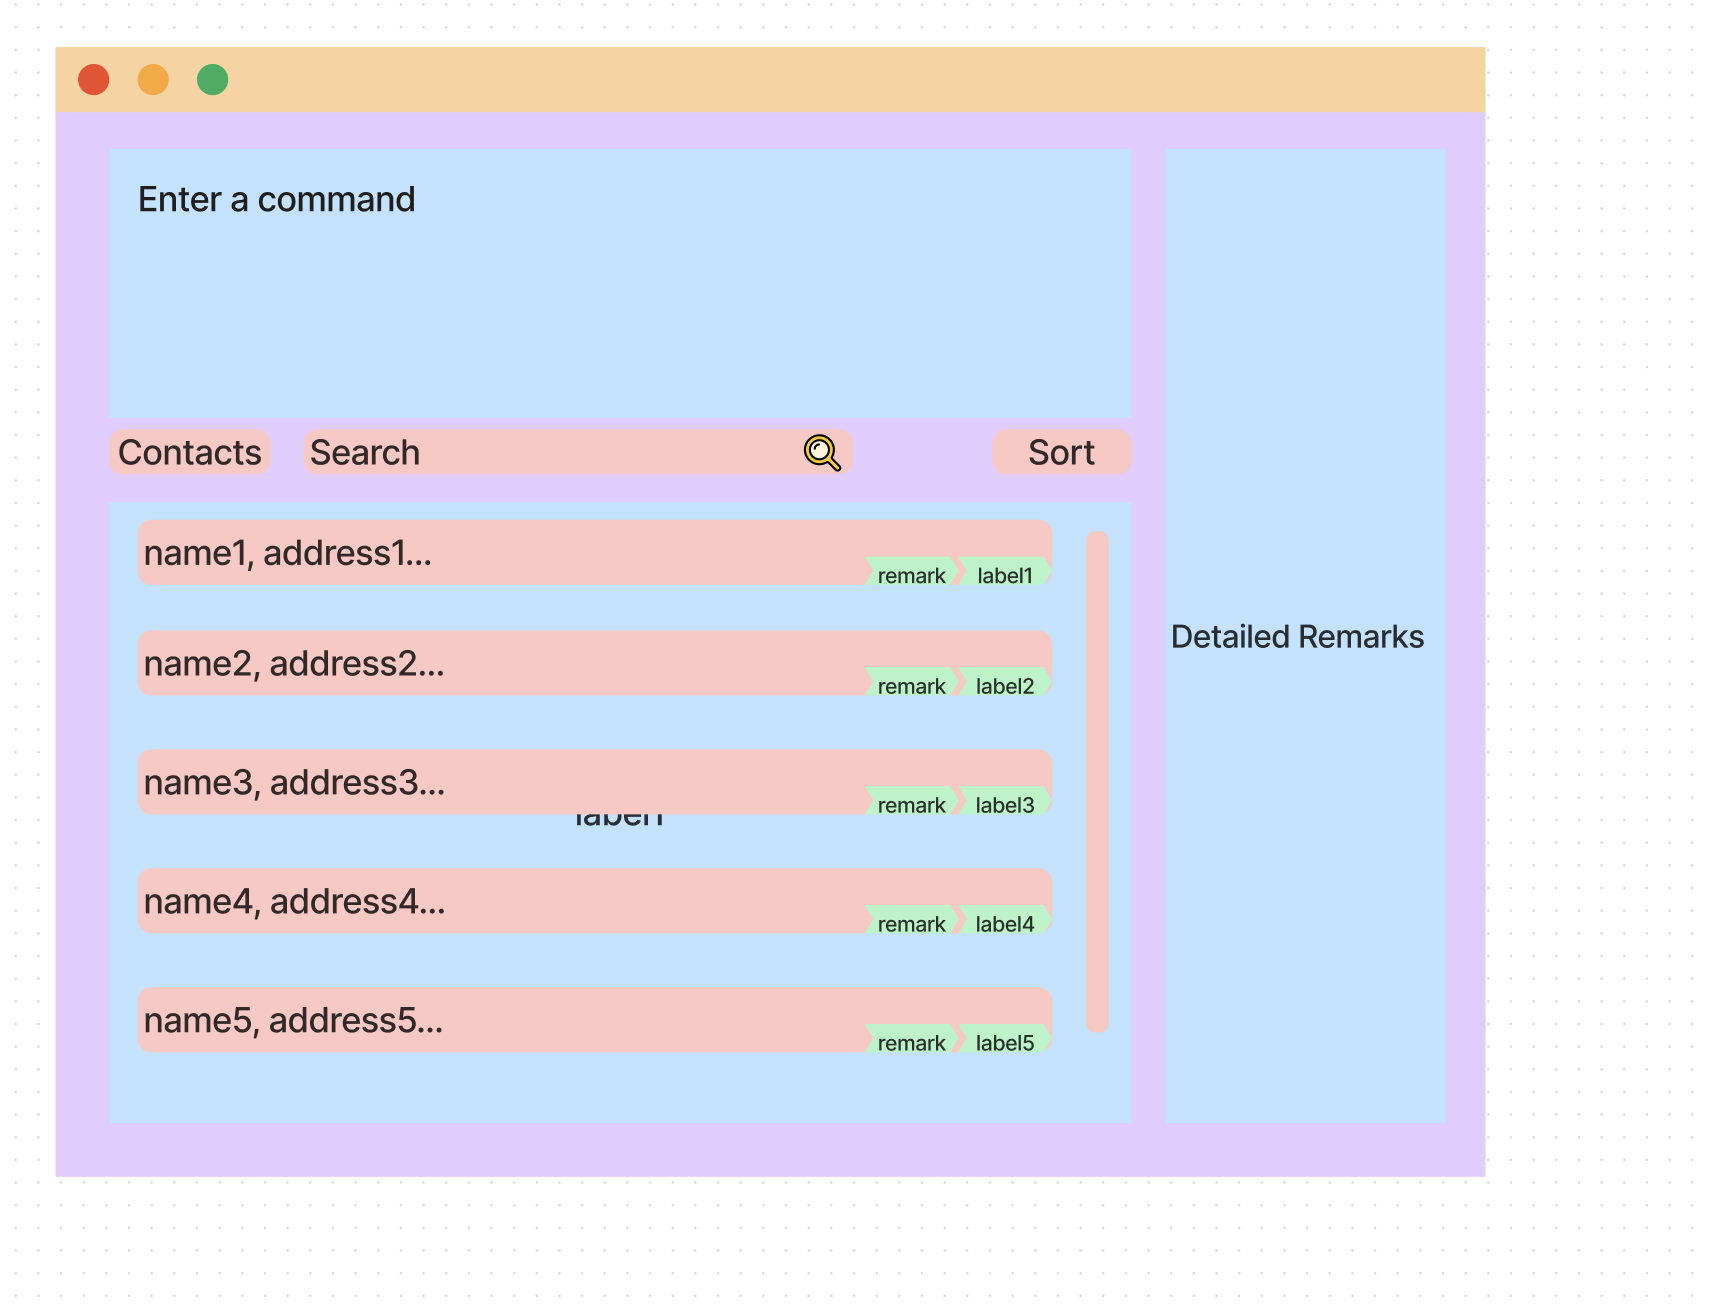 Enter a command
Contacts
Search
Sort
name1, address1...
remark
label1
name2, address2...
remark
label2
name3, address3...
remark
label3
name4, address4...
remark
label4
name5, address5...
remark
label5
Detailed Remarks